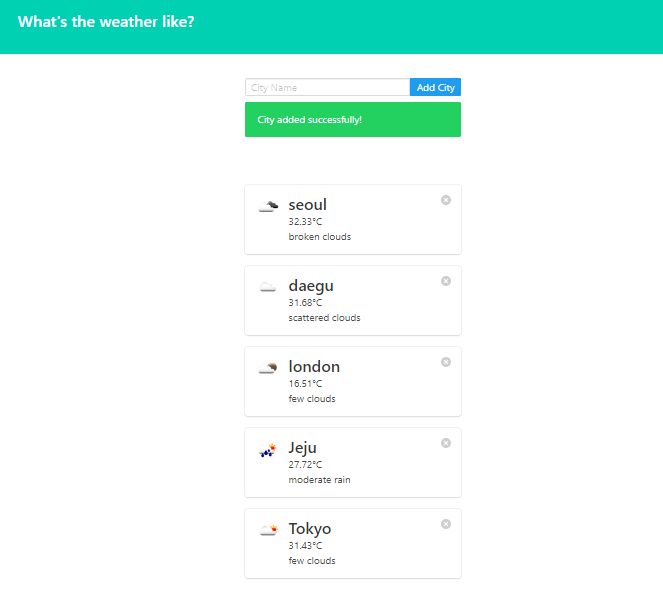 What's the weather like?
City Name
Add City
City added successfully!
seoul
32.33°C
broken clouds
daegu
31.68°C
scattered clouds
london
16.51°C
few clouds
Jeju
27.72°C
moderate rain
Tokyo
31.43°C
few clouds